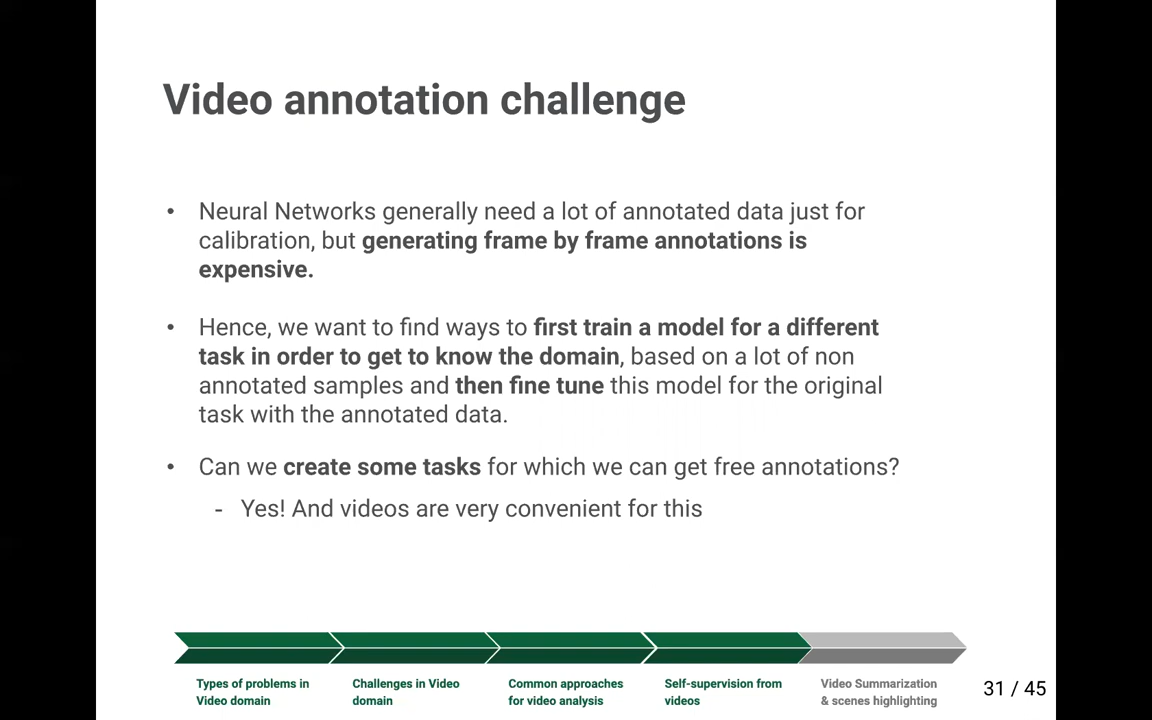 Video annotation challenge
• Neural Networks generally need a lot of annotated data just for
calibration, but generating frame by frame annotations is
expensive.
• Hence, we want to find ways to first train a model for a different
task in order to get to know the domain, based on a lot of non
annotated samples and then fine tune this model for the original
task with the annotated data.
• Can we create some tasks for which we can get free annotations?
- Yes! And videos are very convenient for this
Types of problems in
Video domain
Challenges in Video
domain
Common approaches
for video analysis
Self-supervision from
videos
Video Summarization
& scenes highlighting
31 / 45